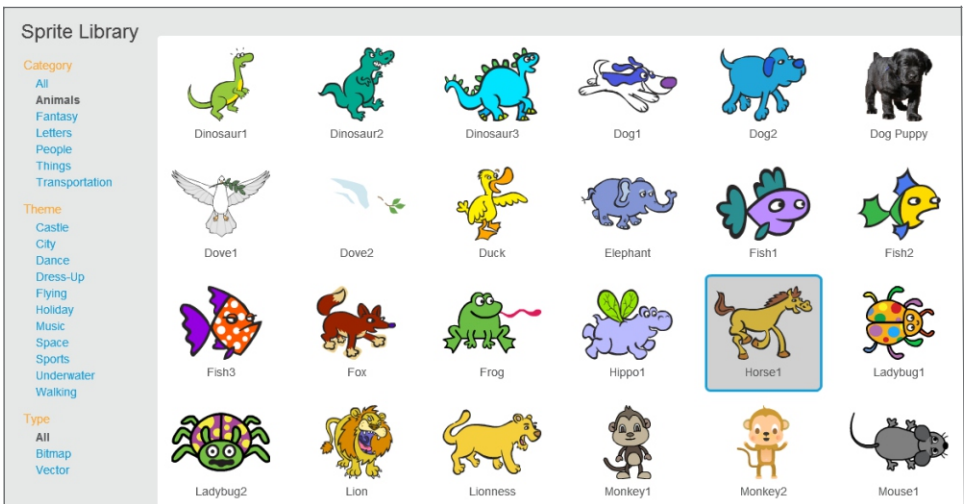 Sprite Library
Category
All
Animals
Fantasy
Letters
People
Things
Transportation
Theme
Castle
City
Dance
Dress-Up
Flying
Holiday
Music
Space
Sports
Underwater
Walking
Type
All
Bitmap
Vector
Dinosaur1 Dinosaur2 Dinosaur3 Dog1 Dog2 Dog Puppy
Dove1 Dove2 Duck Elephant Fish1 Fish2
Fish3 Fox Frog Hippo1 Horse1 Ladybug1
Ladybug2 Lion Lionness Monkey1 Monkey2 Mouse1